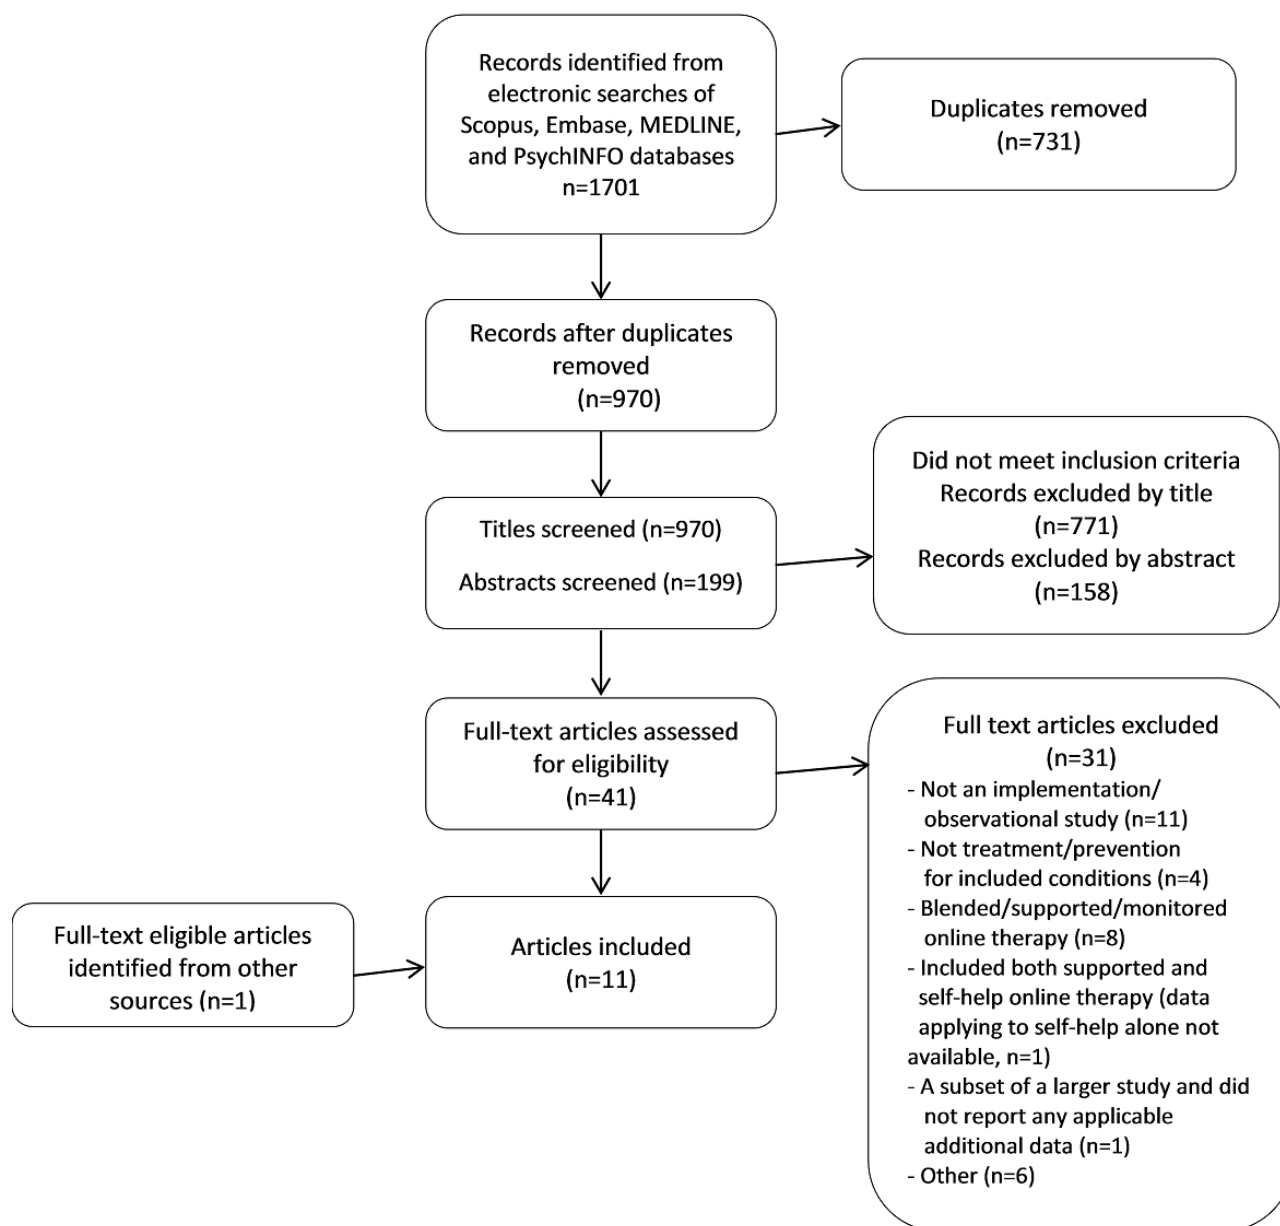 Records identified from
electronic searches of
Scopus, Embase, MEDLINE,
and PsychINFO databases
n=1701
Duplicates removed
(n=731)
Records after duplicates
removed
(n=970)
Titles screened (n=970)
Abstracts screened (n=199)
Did not meet inclusion criteria
Records excluded by title
(n=771)
Records excluded by abstract
(n=158)
Full-text articles assessed
for eligibility
(n=41)
Full text articles excluded
(n=31)
- Not an implementation/
observational study (n=11)
- Not treatment/prevention
for included conditions (n=4)
- Blended/supported/monitored
online therapy (n=8)
- Included both supported and
self-help online therapy (data
applying to self-help alone not
available, n=1)
- A subset of a larger study and did
not report any applicable
additional data (n=1)
- Other (n=6)
Full-text eligible articles
identified from other
sources (n=1)
Articles included
(n=11)